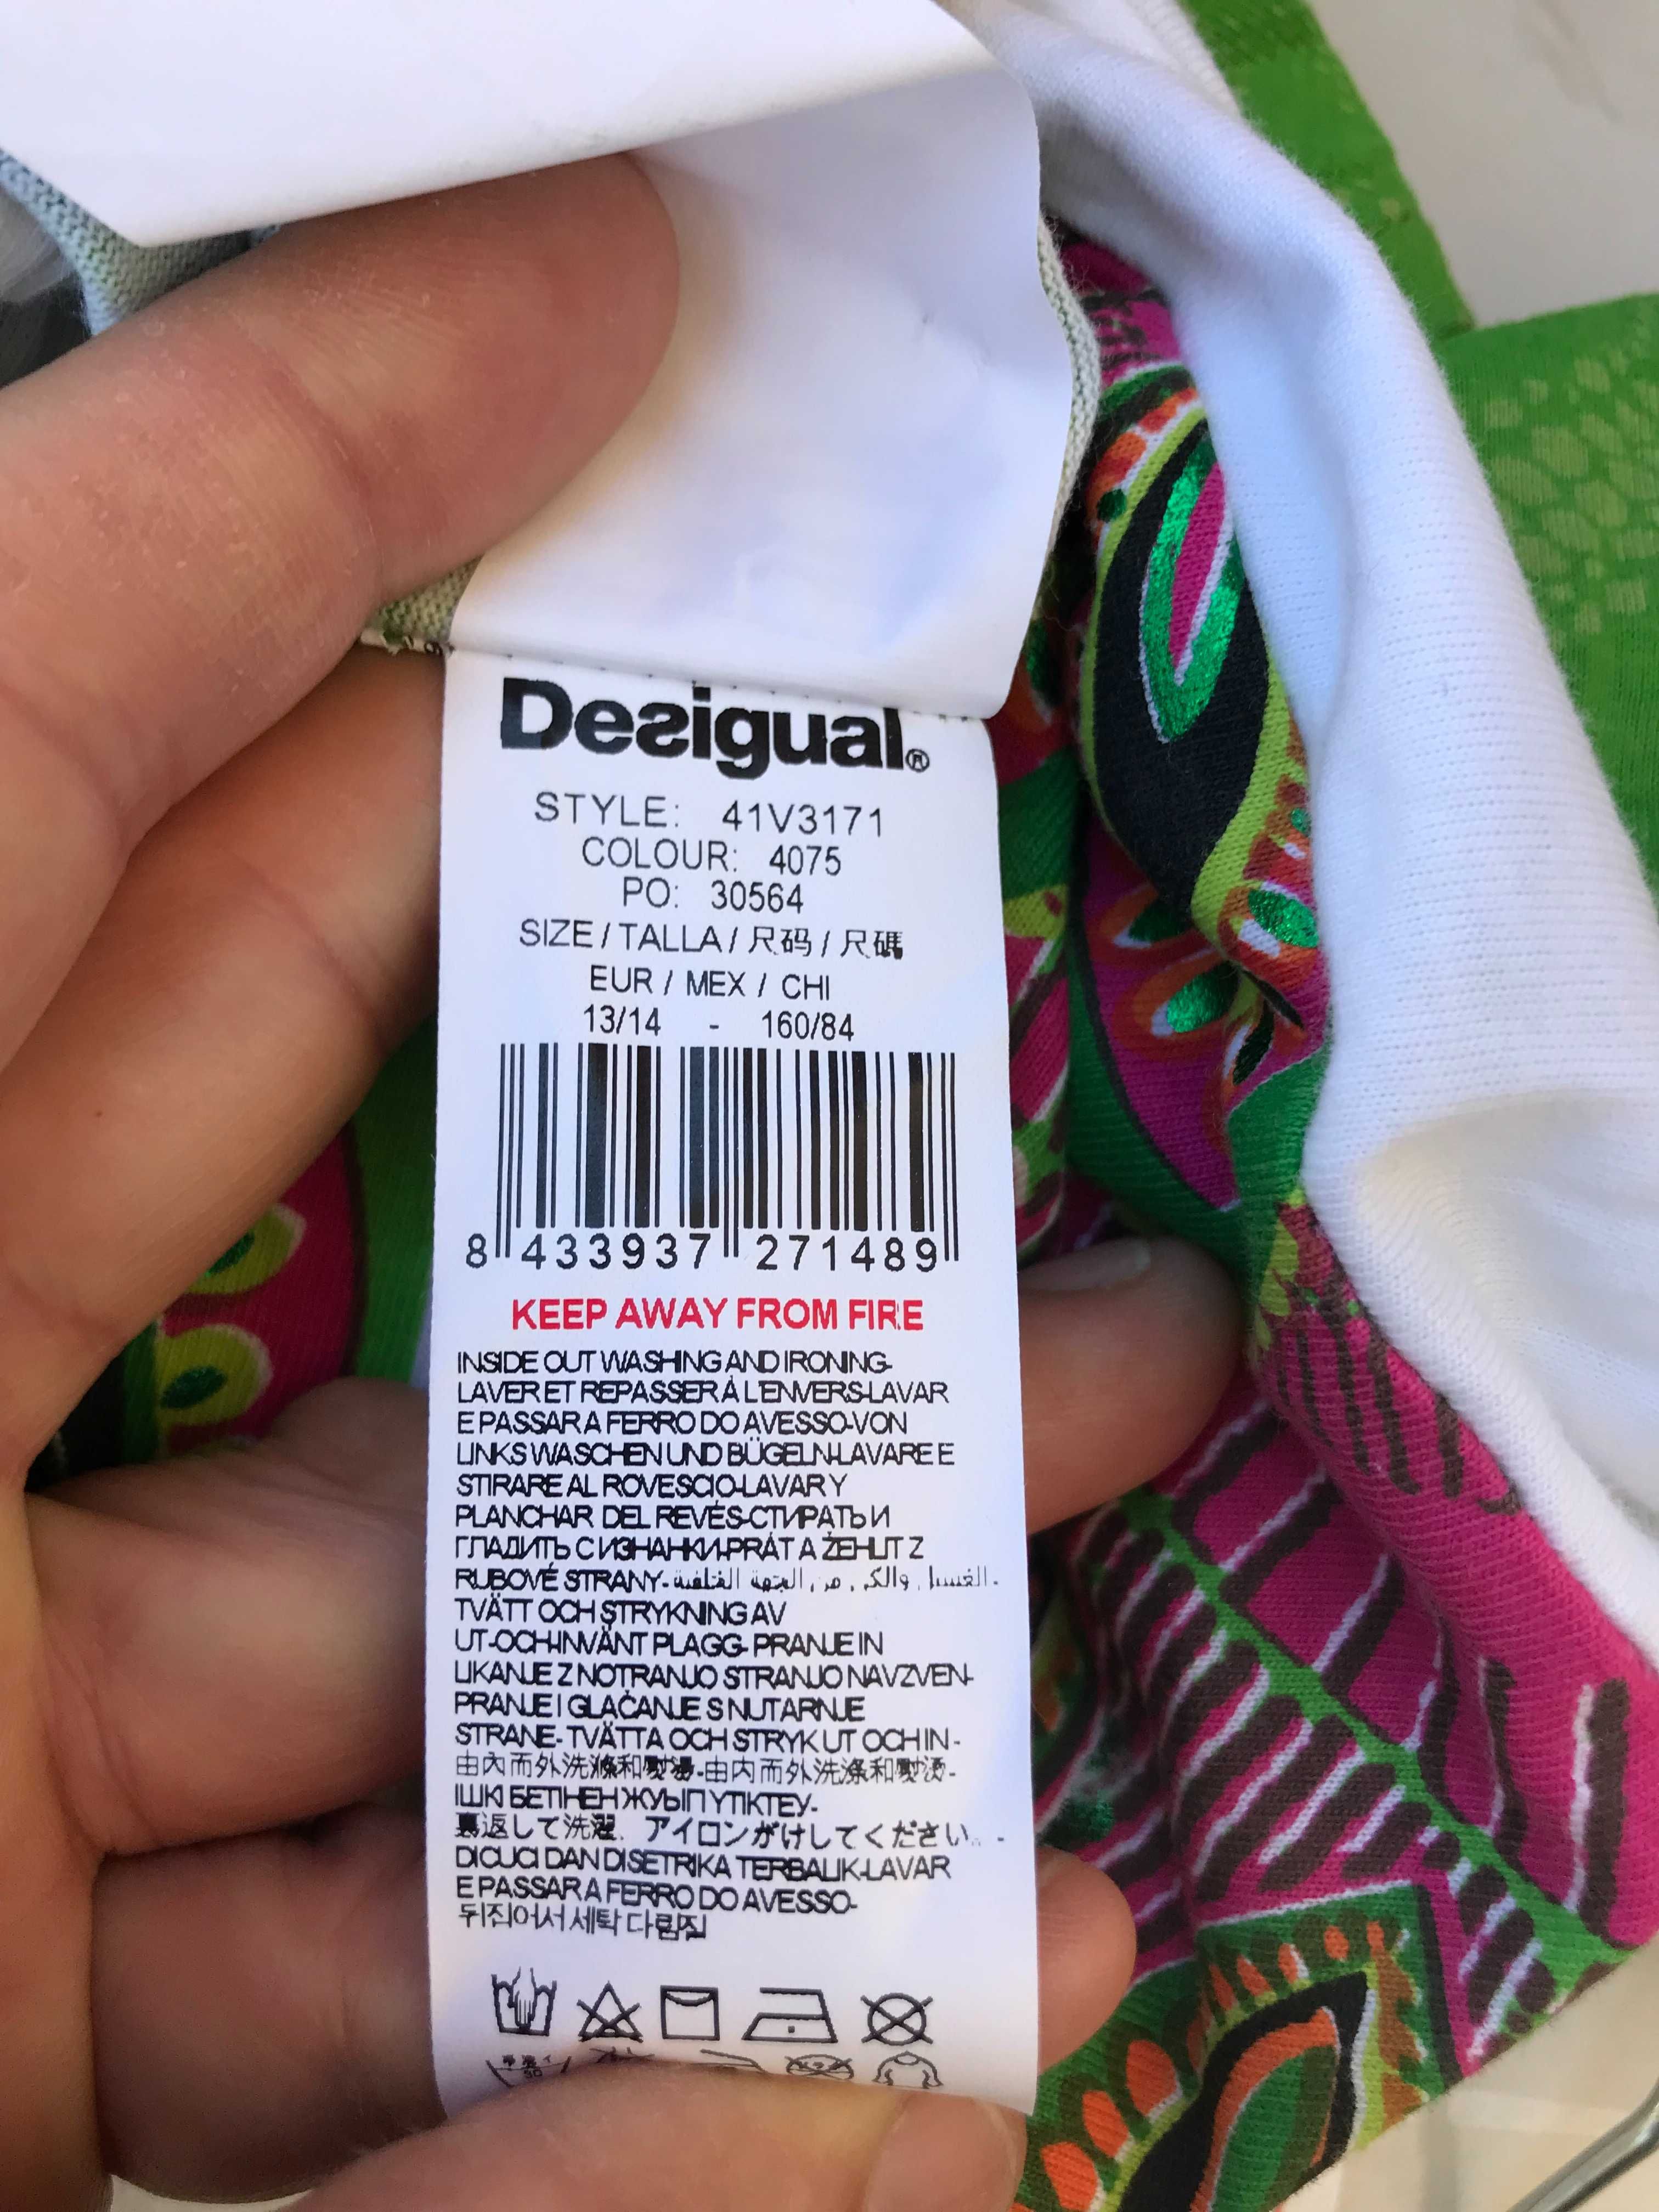 Desigual®
STYLE: 41V3171
COLOUR: 4075
PO: 30564
SIZE / TALLA / 尺码 / 尺碼
EUR / MEX / CHI
13/14 - 160/84
8 433937 271489
KEEP AWAY FROM FIRE
INSIDE OUT WASHING AND IRONING-
LAVER ET REPASSER À L'ENVERS-LAVAR
E PASSAR A FERRO DO AVESSO-VON
LINKS WASCHEN UND BÜGELN-LAVARE E
STIRARE AL ROVESCIO-LAVAR Y
PLANCHAR DEL REVÉS-СТИРАТЬ И
ГЛАДИТЬ С ИЗНАНКИ-PRÁT A ŽEHLIT Z
RUBOVÉ STRANY-الغسل والكي من الجهة الخلفية-
TVÄTT OCH STRYKNING AV
UT-OCH-INVÄNT PLAGG- PRANJE IN
LIKANJE Z NOTRANJO STRANJO NAVZVEN-
PRANJE I GLAČANJE S NUTARNJE
STRANE- TVÄTTA OCH STRYK UT OCH IN-
由內而外洗滌和熨燙-由内而外洗涤和熨烫-
ІШКІ БЕТІНЕН ЖУЫП ҮТІКТЕУ-
裏返して洗濯、アイロンがけしてください。-
DICUCI DAN DISETRIKA TERBALIK-LAVAR
E PASSAR A FERRO DO AVESSO-
뒤집어서 세탁 다림질